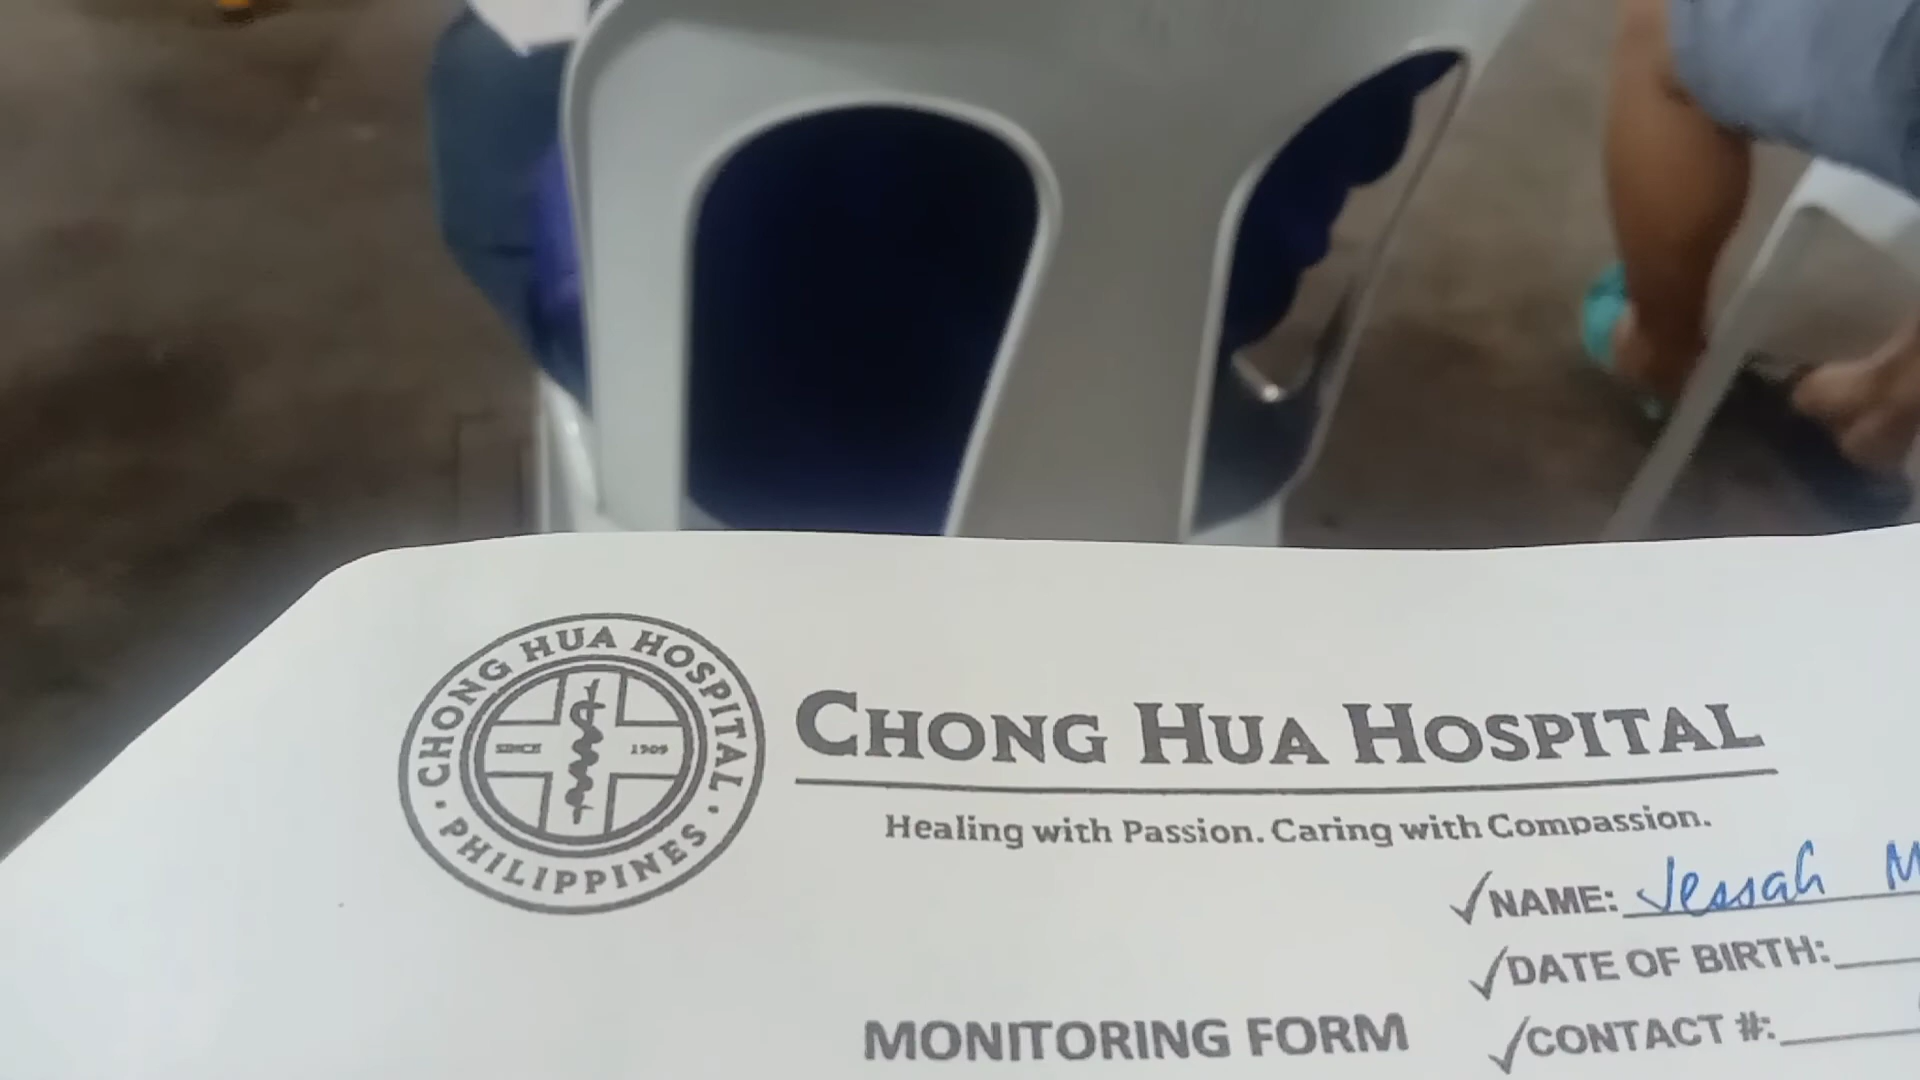 CHONG HUA HOSPITAL
PHILIPPINES
SINCE 1909
CHONG HUA HOSPITAL
Healing with Passion. Caring with Compassion.
NAME: Jessah M
DATE OF BIRTH:
CONTACT #:
MONITORING FORM